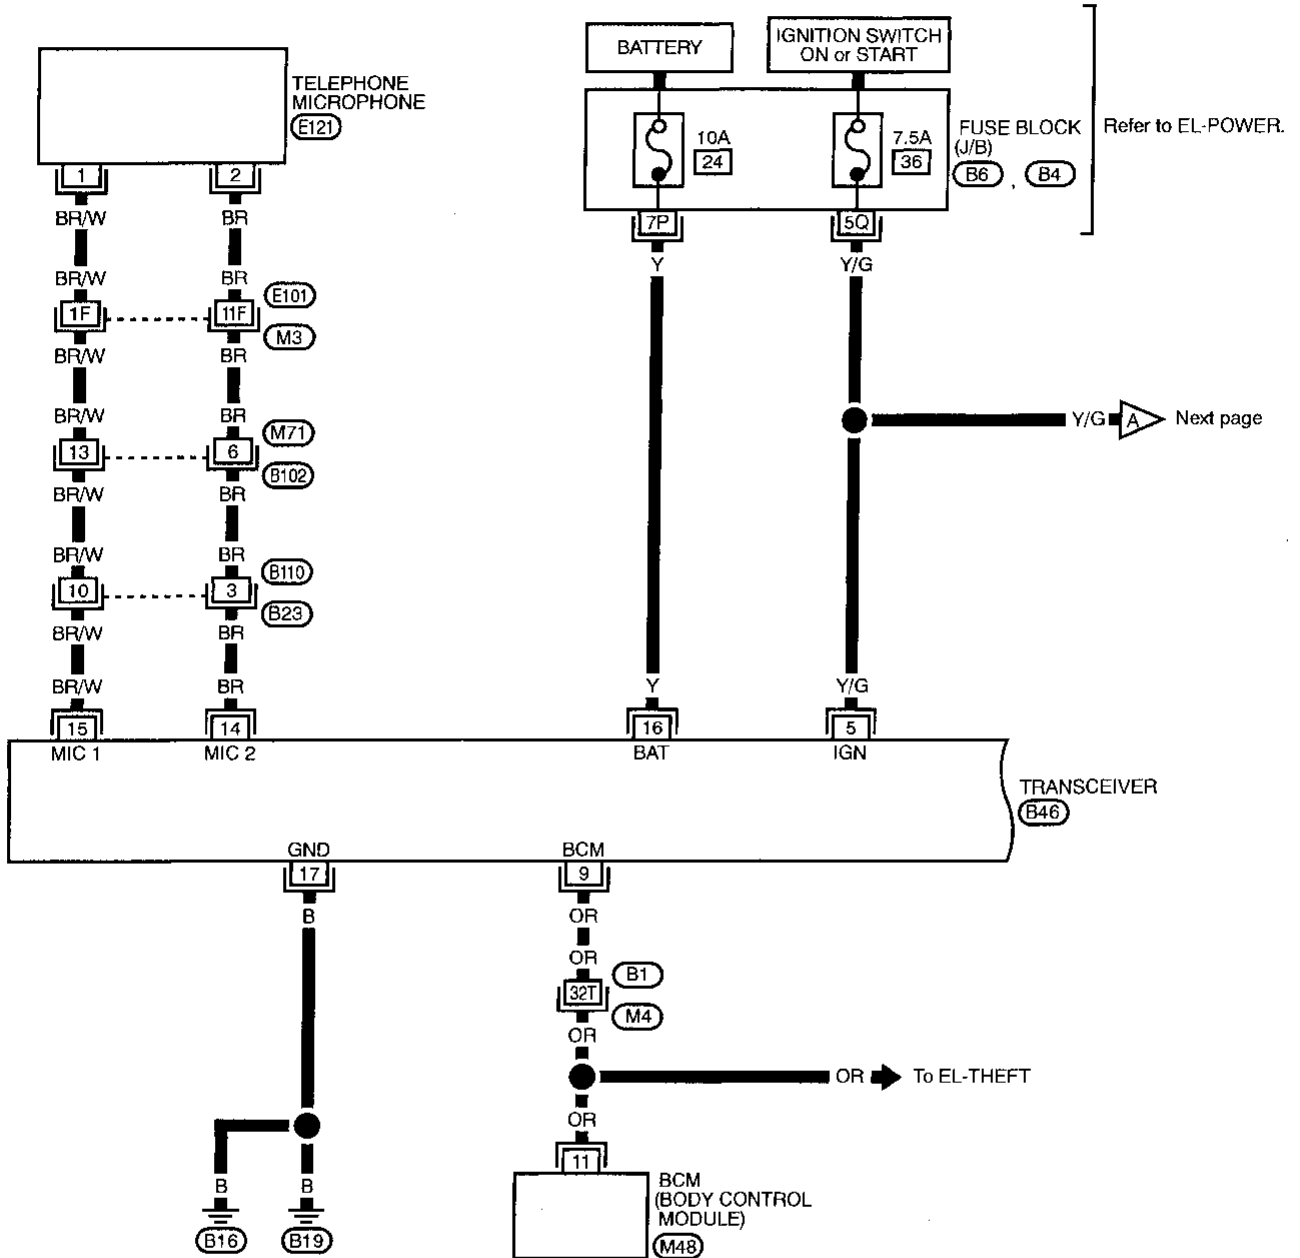 BATTERY
IGNITION SWITCH
ON or START
TELEPHONE
MICROPHONE
E121
10A
24
7.5A
36
FUSE BLOCK
(J/B)
B6 , B4
Refer to EL-POWER.
1
2
7P
5Q
BR/W
BR
Y
Y/G
BR/W
BR
E101
1F
11F
M3
BR/W
BR
BR/W
BR
M71
Y/G
A
Next page
13
6
B102
BR/W
BR
BR/W
BR
B110
10
3
B23
BR/W
BR
BR/W
BR
Y
Y/G
15
14
16
5
MIC 1
MIC 2
BAT
IGN
TRANSCEIVER
B46
GND
BCM
17
9
B
OR
OR
B1
32T
M4
OR
OR
To EL-THEFT
OR
11
B
B
BCM
(BODY CONTROL
MODULE)
B16
B19
M48